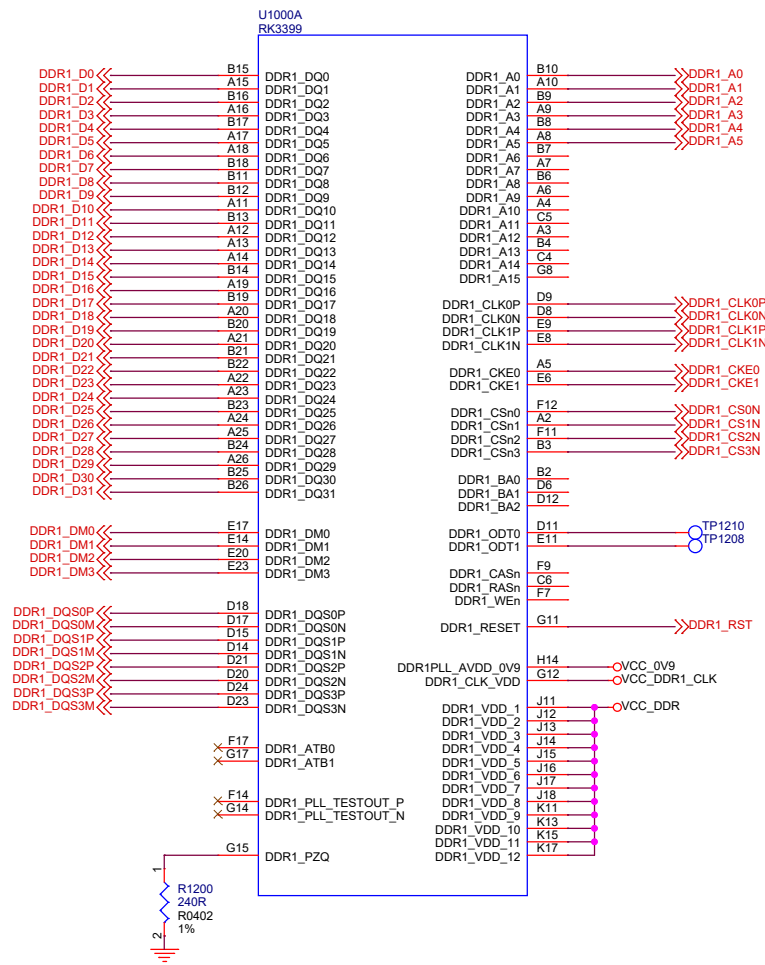 U1000A
RK3399
DDR1_D0 B15 DDR1_DQ0 DDR1_A0 B10 DDR1_A0
DDR1_D1 A15 DDR1_DQ1 DDR1_A1 A10 DDR1_A1
DDR1_D2 B16 DDR1_DQ2 DDR1_A2 B9 DDR1_A2
DDR1_D3 A16 DDR1_DQ3 DDR1_A3 A9 DDR1_A3
DDR1_D4 B17 DDR1_DQ4 DDR1_A4 B8 DDR1_A4
DDR1_D5 A17 DDR1_DQ5 DDR1_A5 A8 DDR1_A5
DDR1_D6 A18 DDR1_DQ6 DDR1_A6 B7
DDR1_D7 B18 DDR1_DQ7 DDR1_A7 A7
DDR1_D8 B11 DDR1_DQ8 DDR1_A8 B6
DDR1_D9 B12 DDR1_DQ9 DDR1_A9 A6
DDR1_D10 A11 DDR1_DQ10 DDR1_A10 A4
DDR1_D11 B13 DDR1_DQ11 DDR1_A11 C5
DDR1_D12 A12 DDR1_DQ12 DDR1_A12 A3
DDR1_D13 A13 DDR1_DQ13 DDR1_A13 B4
DDR1_D14 A14 DDR1_DQ14 DDR1_A14 C4
DDR1_D15 B14 DDR1_DQ15 DDR1_A15 G8
DDR1_D16 A19 DDR1_DQ16
DDR1_D17 B19 DDR1_DQ17 DDR1_CLK0P D9 DDR1_CLK0P
DDR1_D18 A20 DDR1_DQ18 DDR1_CLK0N D8 DDR1_CLK0N
DDR1_D19 B20 DDR1_DQ19 DDR1_CLK1P E9 DDR1_CLK1P
DDR1_D20 A21 DDR1_DQ20 DDR1_CLK1N E8 DDR1_CLK1N
DDR1_D21 B21 DDR1_DQ21
DDR1_D22 B22 DDR1_DQ22 DDR1_CKE0 A5 DDR1_CKE0
DDR1_D23 A22 DDR1_DQ23 DDR1_CKE1 E6 DDR1_CKE1
DDR1_D24 A23 DDR1_DQ24
DDR1_D25 B23 DDR1_DQ25 DDR1_CSn0 F12 DDR1_CS0N
DDR1_D26 A24 DDR1_DQ26 DDR1_CSn1 A2 DDR1_CS1N
DDR1_D27 A25 DDR1_DQ27 DDR1_CSn2 F11 DDR1_CS2N
DDR1_D28 B24 DDR1_DQ28 DDR1_CSn3 B3 DDR1_CS3N
DDR1_D29 A26 DDR1_DQ29
DDR1_D30 B25 DDR1_DQ30 DDR1_BA0 B2
DDR1_D31 B26 DDR1_DQ31 DDR1_BA1 D6
DDR1_BA2 D12
DDR1_DM0 E17 DDR1_DM0 DDR1_ODT0 D11 TP1210
DDR1_DM1 E14 DDR1_DM1 DDR1_ODT1 E11 TP1208
DDR1_DM2 E20 DDR1_DM2
DDR1_DM3 E23 DDR1_DM3 DDR1_CASn F9
DDR1_RASn C6
DDR1_WEn F7
DDR1_DQS0P D18 DDR1_DQS0P
DDR1_DQS0M D17 DDR1_DQS0N DDR1_RESET G11 DDR1_RST
DDR1_DQS1P D15 DDR1_DQS1P
DDR1_DQS1M D14 DDR1_DQS1N
DDR1_DQS2P D21 DDR1_DQS2P DDR1PLL_AVDD_0V9 H14 VCC_0V9
DDR1_DQS2M D20 DDR1_DQS2N DDR1_CLK_VDD G12 VCC_DDR1_CLK
DDR1_DQS3P D24 DDR1_DQS3P
DDR1_DQS3M D23 DDR1_DQS3N DDR1_VDD_1 J11 VCC_DDR
DDR1_VDD_2 J12
DDR1_VDD_3 J13
F17 DDR1_ATB0 DDR1_VDD_4 J14
G17 DDR1_ATB1 DDR1_VDD_5 J15
DDR1_VDD_6 J16
DDR1_VDD_7 J17
F14 DDR1_PLL_TESTOUT_P DDR1_VDD_8 J18
G14 DDR1_PLL_TESTOUT_N DDR1_VDD_9 K11
DDR1_VDD_10 K13
DDR1_VDD_11 K15
G15 DDR1_PZQ DDR1_VDD_12 K17
1
R1200
240R
R0402
1%
2